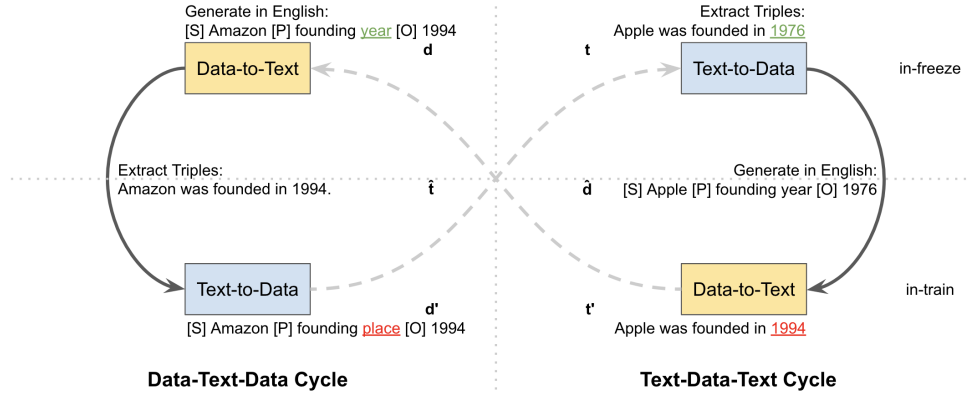 Generate in English:
[S] Amazon [P] founding year [O] 1994
d
Data-to-Text
Extract Triples:
Amazon was founded in 1994.
t̂
Text-to-Data
d'
[S] Amazon [P] founding place [O] 1994
Data-Text-Data Cycle
Extract Triples:
Apple was founded in 1976
t
Text-to-Data
in-freeze
Generate in English:
d̂
[S] Apple [P] founding year [O] 1976
Data-to-Text
in-train
t'
Apple was founded in 1994
Text-Data-Text Cycle